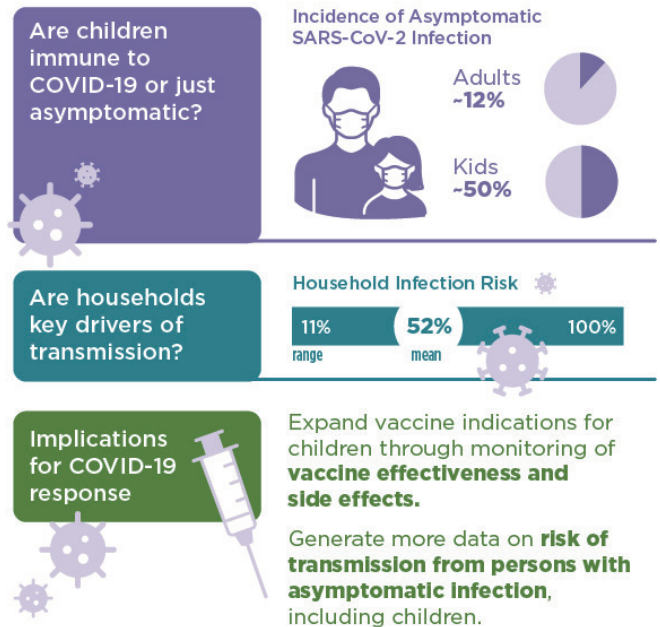 Are children
immune to
COVID-19 or just
asymptomatic?
Incidence of Asymptomatic
SARS-CoV-2 Infection
Adults
~12%
Kids
~50%
Are households
key drivers of
transmission?
Household Infection Risk
11%
52%
100%
range
mean
Implications
for COVID-19
response
Expand vaccine indications for
children through monitoring of
vaccine effectiveness and
side effects.
Generate more data on risk of
transmission from persons with
asymptomatic infection,
including children.